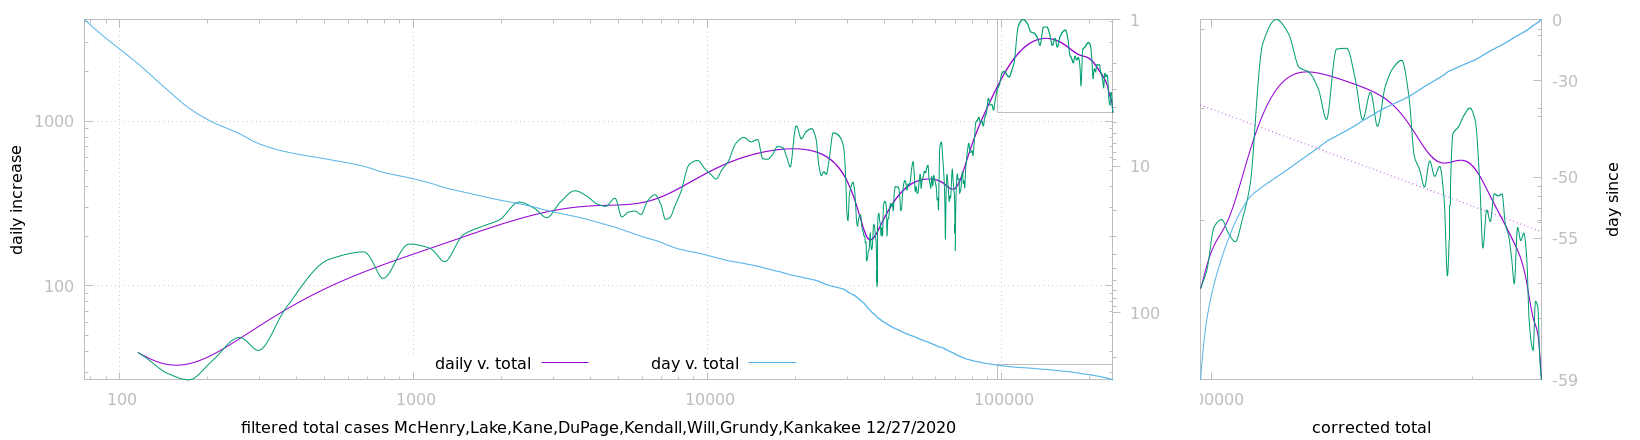 1000
100
daily increase
daily v. total
day v. total
100
1000
10000
100000
filtered total cases McHenry,Lake,Kane,DuPage,Kendall,Will,Grundy,Kankakee 12/27/2020
1
10
100
0
-30
-50
-55
-59
day since
00000
corrected total